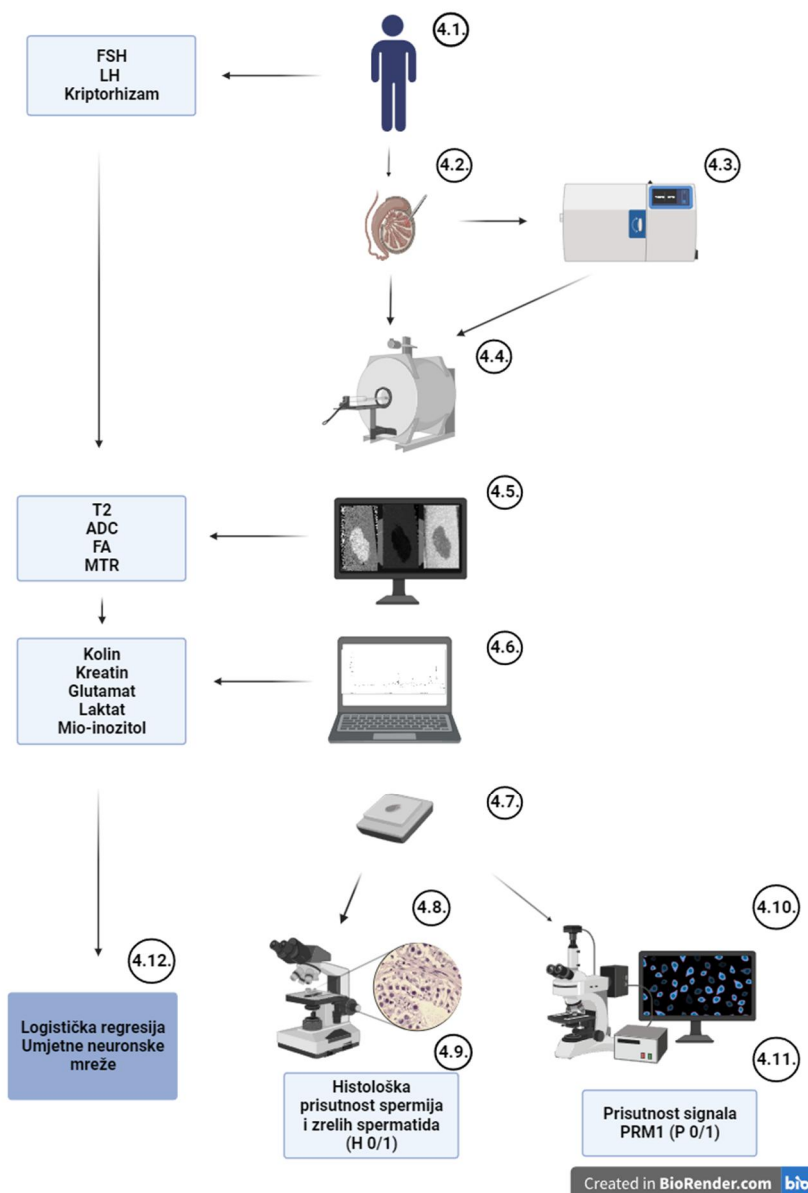 4.1.
FSH
LH
Kriptorhizam
4.2.
4.3.
4.4.
4.5.
T2
ADC
FA
MTR
4.6.
Kolin
Kreatin
Glutamat
Laktat
Mio-inozitol
4.7.
4.8.
4.10.
4.12.
Logistička regresija
Umjetne neuronske
mreže
4.9.
4.11.
Histološka
prisutnost spermija
i zrelih spermatida
(H 0/1)
Prisutnost signala
PRM1 (P 0/1)
Created in BioRender.com bio